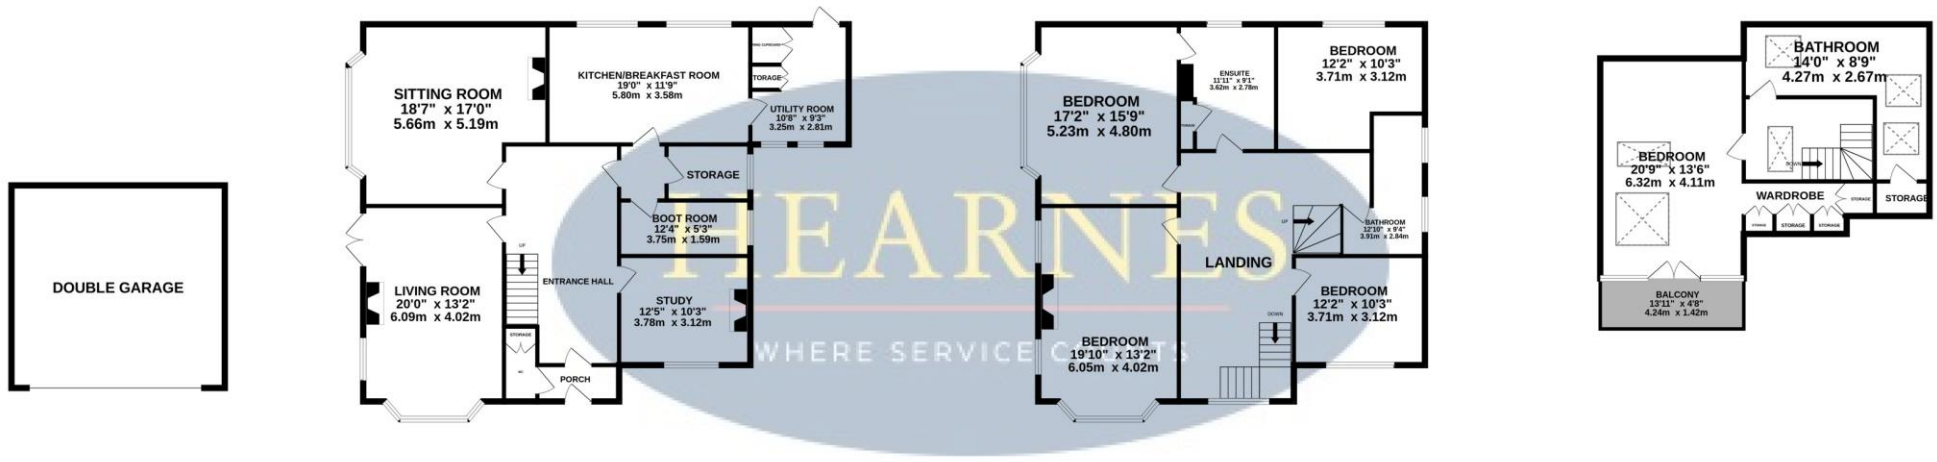 DOUBLE GARAGE
SITTING ROOM
18'7" x 17'0"
5.66m x 5.19m
KITCHEN/BREAKFAST ROOM
19'0" x 11'9"
5.80m x 3.58m
STORAGE
UTILITY ROOM
10'8" x 9'3"
3.25m x 2.81m
STORAGE
BOOT ROOM
12'4" x 5'3"
3.75m x 1.59m
UP
ENTRANCE HALL
LIVING ROOM
20'0" x 13'2"
6.09m x 4.02m
STUDY
12'5" x 10'3"
3.78m x 3.12m
STORAGE
WC
PORCH
BEDROOM
17'2" x 15'9"
5.23m x 4.80m
ENSUITE
11'11" x 9'1"
3.62m x 2.78m
BEDROOM
12'2" x 10'3"
3.71m x 3.12m
UP
BATHROOM
12'10" x 9'4"
3.91m x 2.84m
LANDING
BEDROOM
12'2" x 10'3"
3.71m x 3.12m
DOWN
BEDROOM
19'10" x 13'2"
6.05m x 4.02m
BATHROOM
14'0" x 8'9"
4.27m x 2.67m
BEDROOM
20'9" x 13'6"
6.32m x 4.11m
DOWN
WARDROBE
STORAGE
STORAGE
STORAGE
STORAGE
STORAGE
BALCONY
13'11" x 4'8"
4.24m x 1.42m
HEARNES
WHERE SERVICE COUNTS